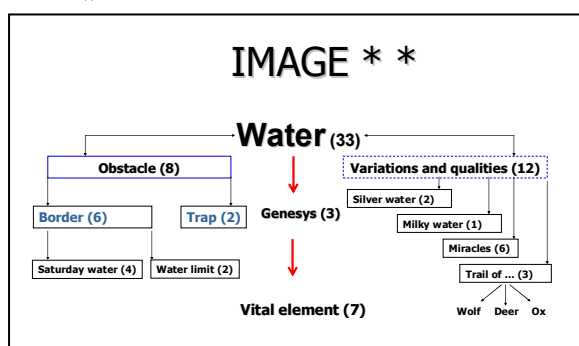 IMAGE * *
Water (33)
Obstacle (8)
Variations and qualities (12)
Border (6)
Trap (2)
Genesys (3)
Silver water (2)
Milky water (1)
Miracles (6)
Saturday water (4)
Water limit (2)
Trail of ... (3)
Vital element (7)
Wolf Deer Ox